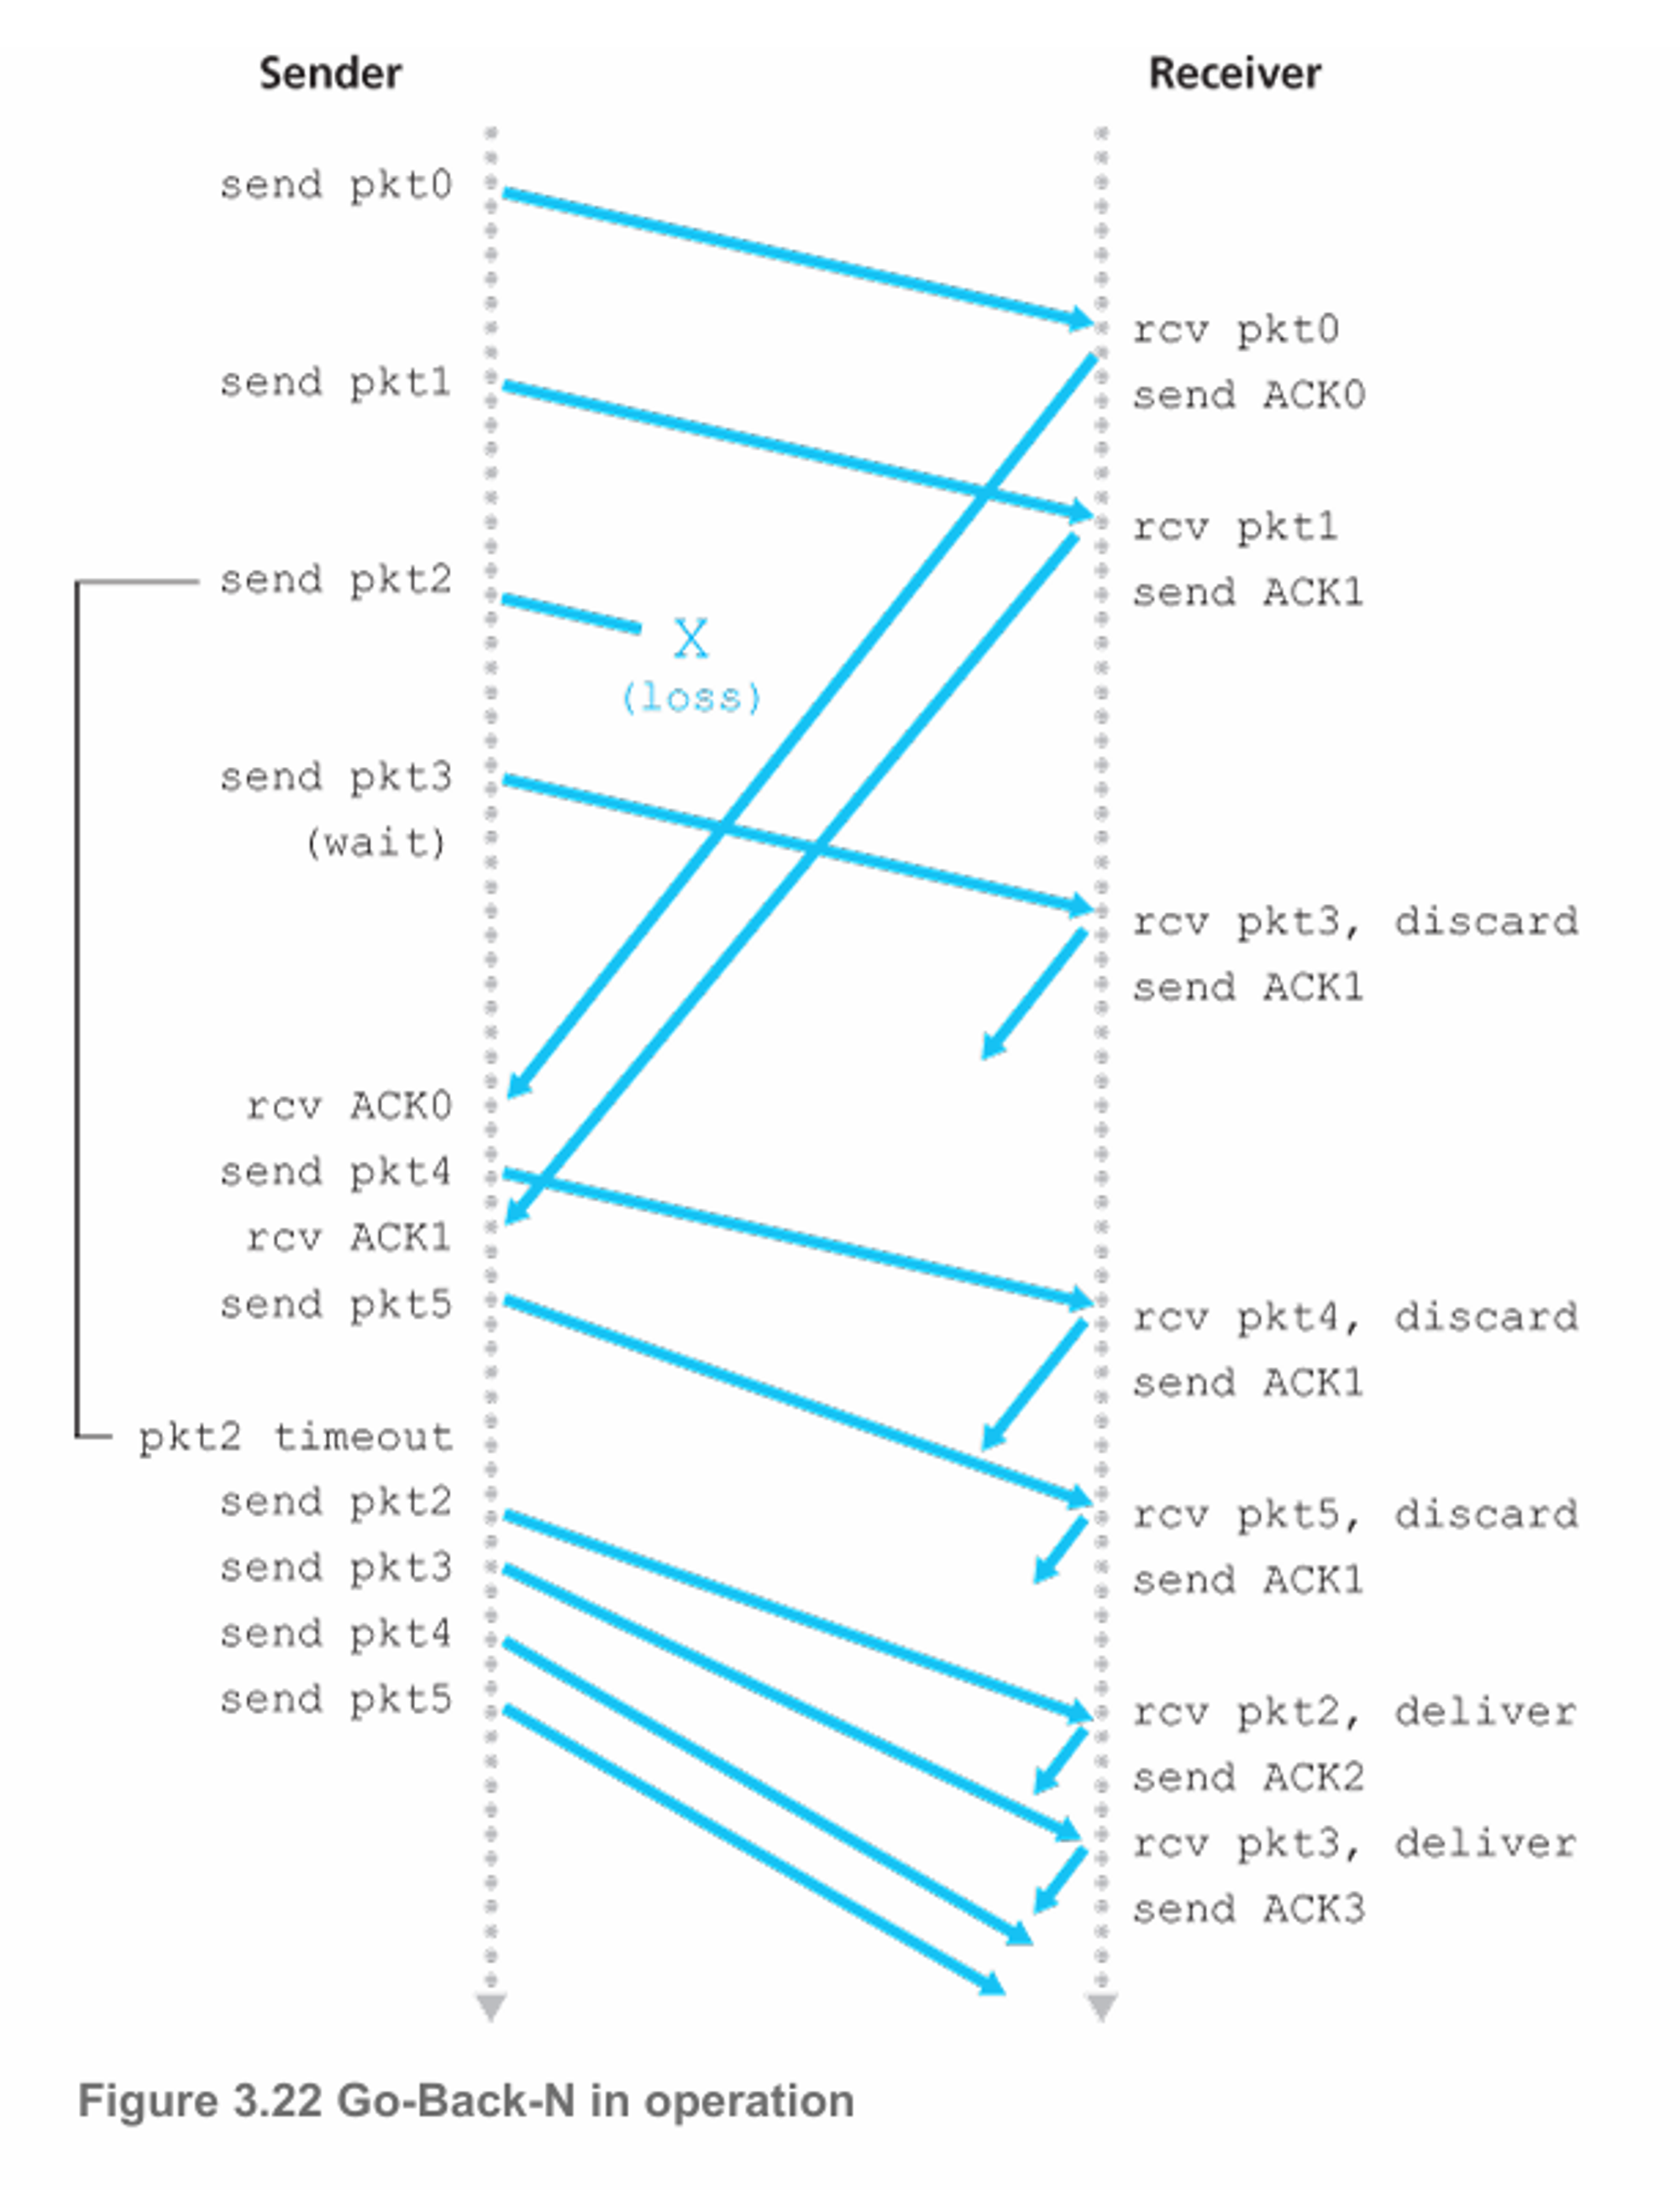 Sender
Receiver
send pkt0
rcv pkt0
send pkt1
send ACK0
rcv pkt1
send pkt2
send ACK1
X
(loss)
send pkt3
(wait)
rcv pkt3, discard
send ACK1
rcv ACK0
send pkt4
rcv ACK1
send pkt5
rcv pkt4, discard
send ACK1
pkt2 timeout
send pkt2
rcv pkt5, discard
send pkt3
send ACK1
send pkt4
send pkt5
rcv pkt2, deliver
send ACK2
rcv pkt3, deliver
send ACK3
Figure 3.22 Go-Back-N in operation